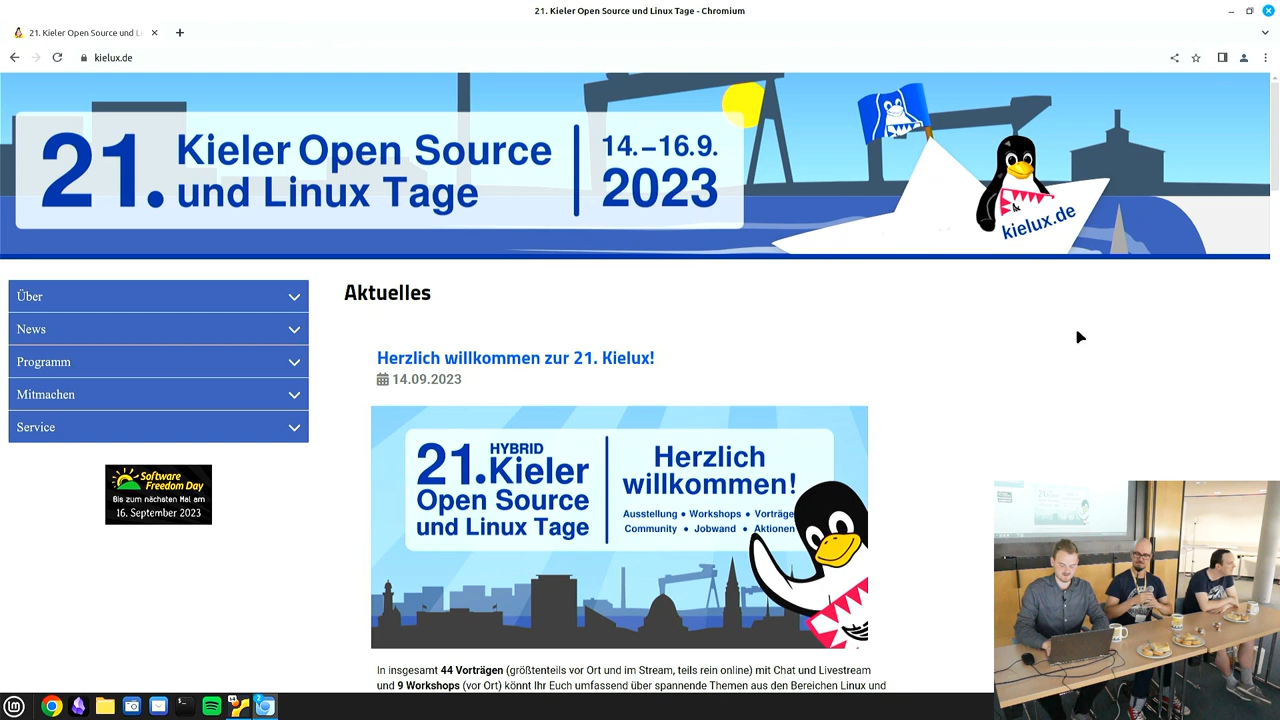 21. Kieler Open Source und Linux Tage - Chromium
21. Kieler Open Source und Li
kielux.de
21. Kieler Open Source
und Linux Tage
14.–16.9.
2023
kielux.de
Über
News
Programm
Mitmachen
Service
Software
Freedom Day
Bis zum nächsten Mal am
16. September 2023
Aktuelles
Herzlich willkommen zur 21. Kielux!
14.09.2023
HYBRID
21. Kieler
Open Source
und Linux Tage
Herzlich
willkommen!
Ausstellung • Workshops • Vorträge
Community • Jobwand • Aktionen
In insgesamt 44 Vorträgen (größtenteils vor Ort und im Stream, teils rein online) mit Chat und Livestream
und 9 Workshops (vor Ort) könnt Ihr Euch umfassend über spannende Themen aus den Bereichen Linux und